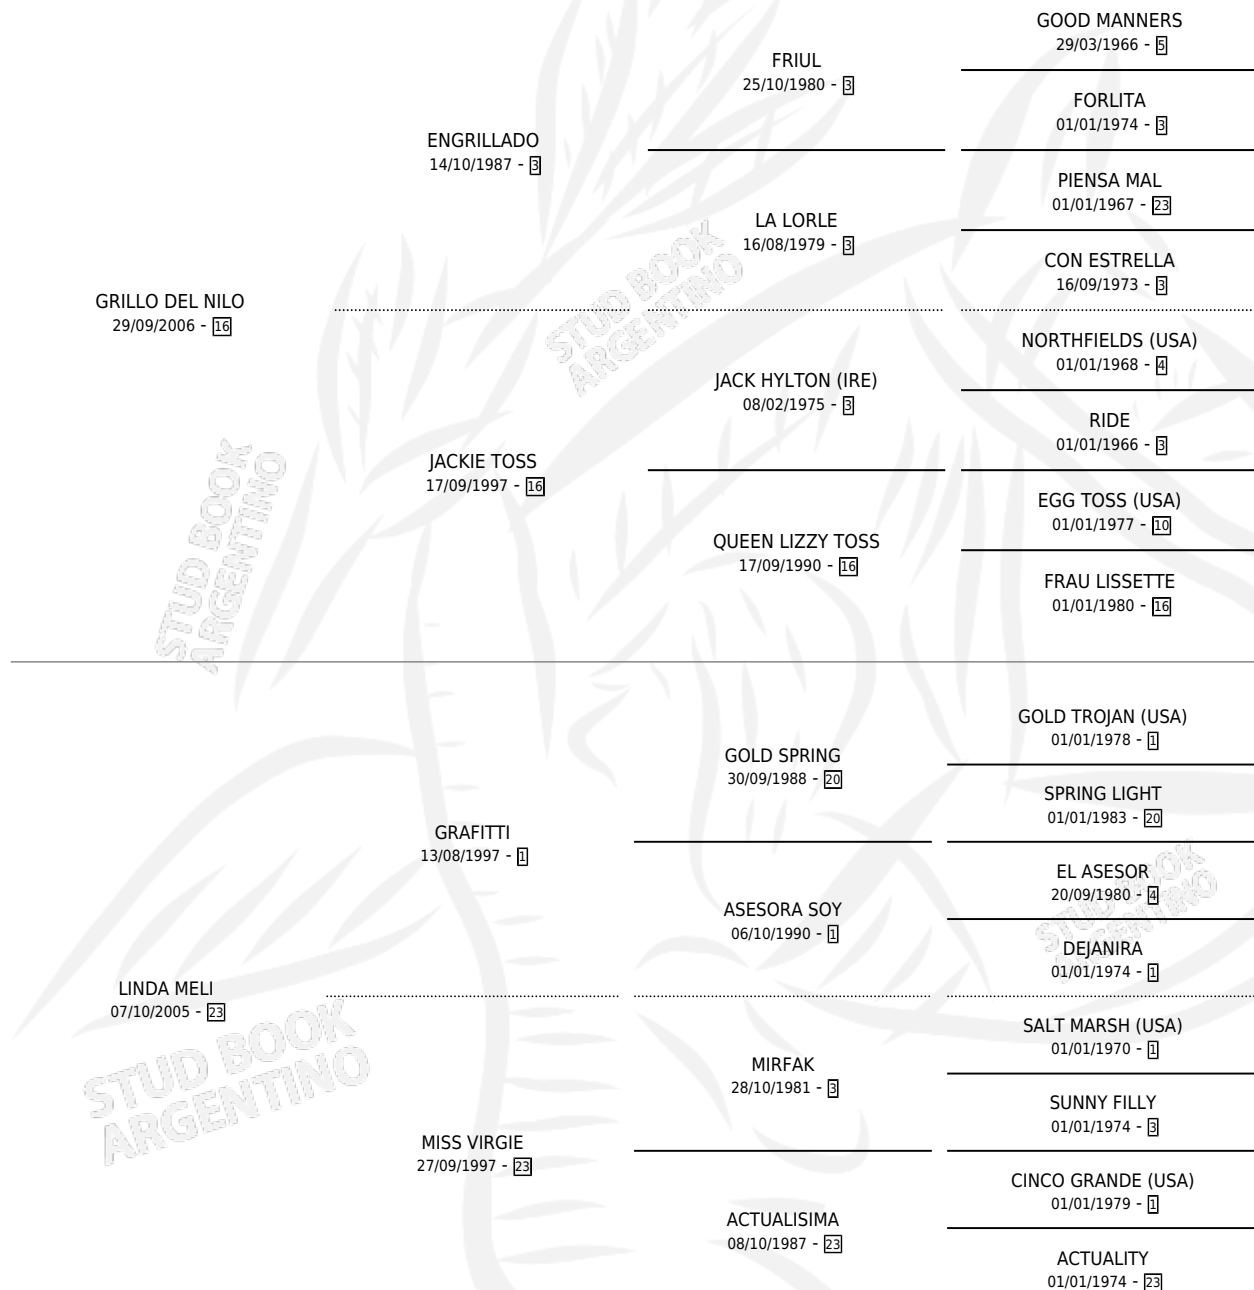 GOOD MANNERS
29/03/1966 - 5
FRIUL
25/10/1980 - 3
FORLITA
01/01/1974 - 3
ENGRILLADO
14/10/1987 - 3
PIENSA MAL
01/01/1967 - 23
LA LORLE
16/08/1979 - 3
CON ESTRELLA
16/09/1973 - 3
GRILLO DEL NILO
29/09/2006 - 16
NORTHFIELDS (USA)
01/01/1968 - 4
JACK HYLTON (IRE)
08/02/1975 - 3
RIDE
01/01/1966 - 3
JACKIE TOSS
17/09/1997 - 16
EGG TOSS (USA)
01/01/1977 - 10
QUEEN LIZZY TOSS
17/09/1990 - 16
FRAU LISSETTE
01/01/1980 - 16
STUD BOOK
ARGENTINO
STUD BOOK
ARGENTINO
GOLD TROJAN (USA)
01/01/1978 - 1
GOLD SPRING
30/09/1988 - 20
SPRING LIGHT
01/01/1983 - 20
GRAFITTI
13/08/1997 - 1
EL ASESOR
20/09/1980 - 4
ASESORA SOY
06/10/1990 - 1
DEJANIRA
01/01/1974 - 1
LINDA MELI
07/10/2005 - 23
SALT MARSH (USA)
01/01/1970 - 1
MIRFAK
28/10/1981 - 3
SUNNY FILLY
01/01/1974 - 3
MISS VIRGIE
27/09/1997 - 23
CINCO GRANDE (USA)
01/01/1979 - 1
ACTUALISIMA
08/10/1987 - 23
ACTUALITY
01/01/1974 - 23
STUD BOOK
ARGENTINO
STUD BOOK
ARGENTINO